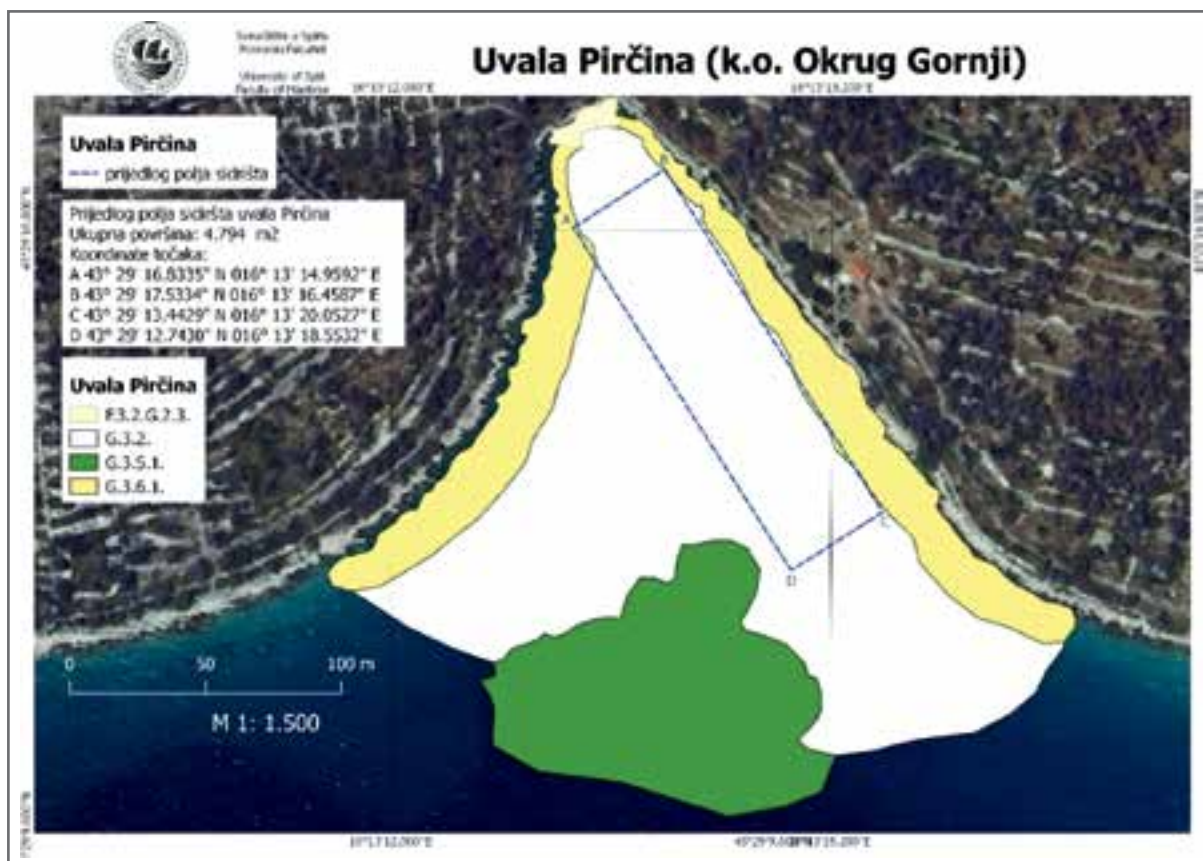 Uvala Pirčina (k.o. Okrug Gornji)
University of Split
Uvala Pirčina
prijedlog polja sidrišta
Prijedlog polja sidrišta uvala Pirčina
Ukupna površina: 4.794 m2
Koordinate točaka:
A 43° 29' 16.8335" N 016° 13' 14.9592" E
B 43° 29' 17.5334" N 016° 13' 16.4587" E
C 43° 29' 13.4429" N 016° 13' 20.0527" E
D 43° 29' 12.7430" N 016° 13' 18.5532" E
Uvala Pirčina
F.3.2.G.2.3.
G.3.2.
G.3.5.1.
G.3.6.1.
A
C
D
0 50 100 m
M 1: 1.500